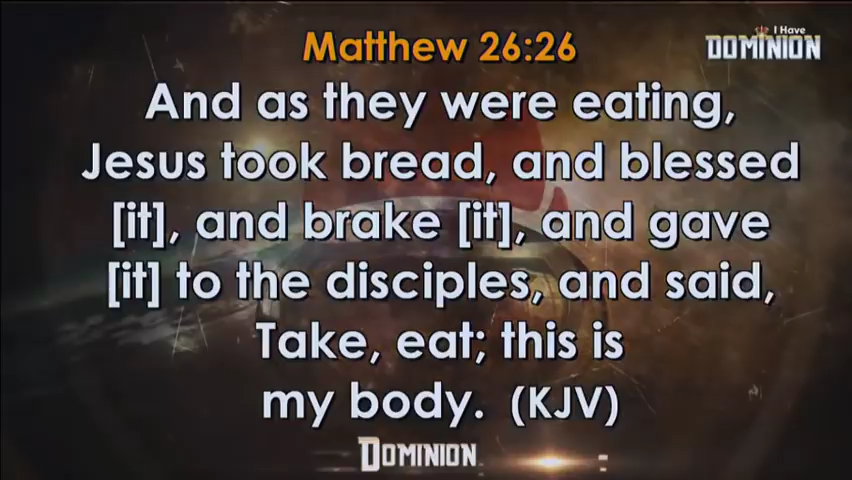 Matthew 26:26
I Have
DOMINION
And as they were eating,
Jesus took bread, and blessed
[it], and brake [it], and gave
[it] to the disciples, and said,
Take, eat; this is
my body. (KJV)
DOMINION